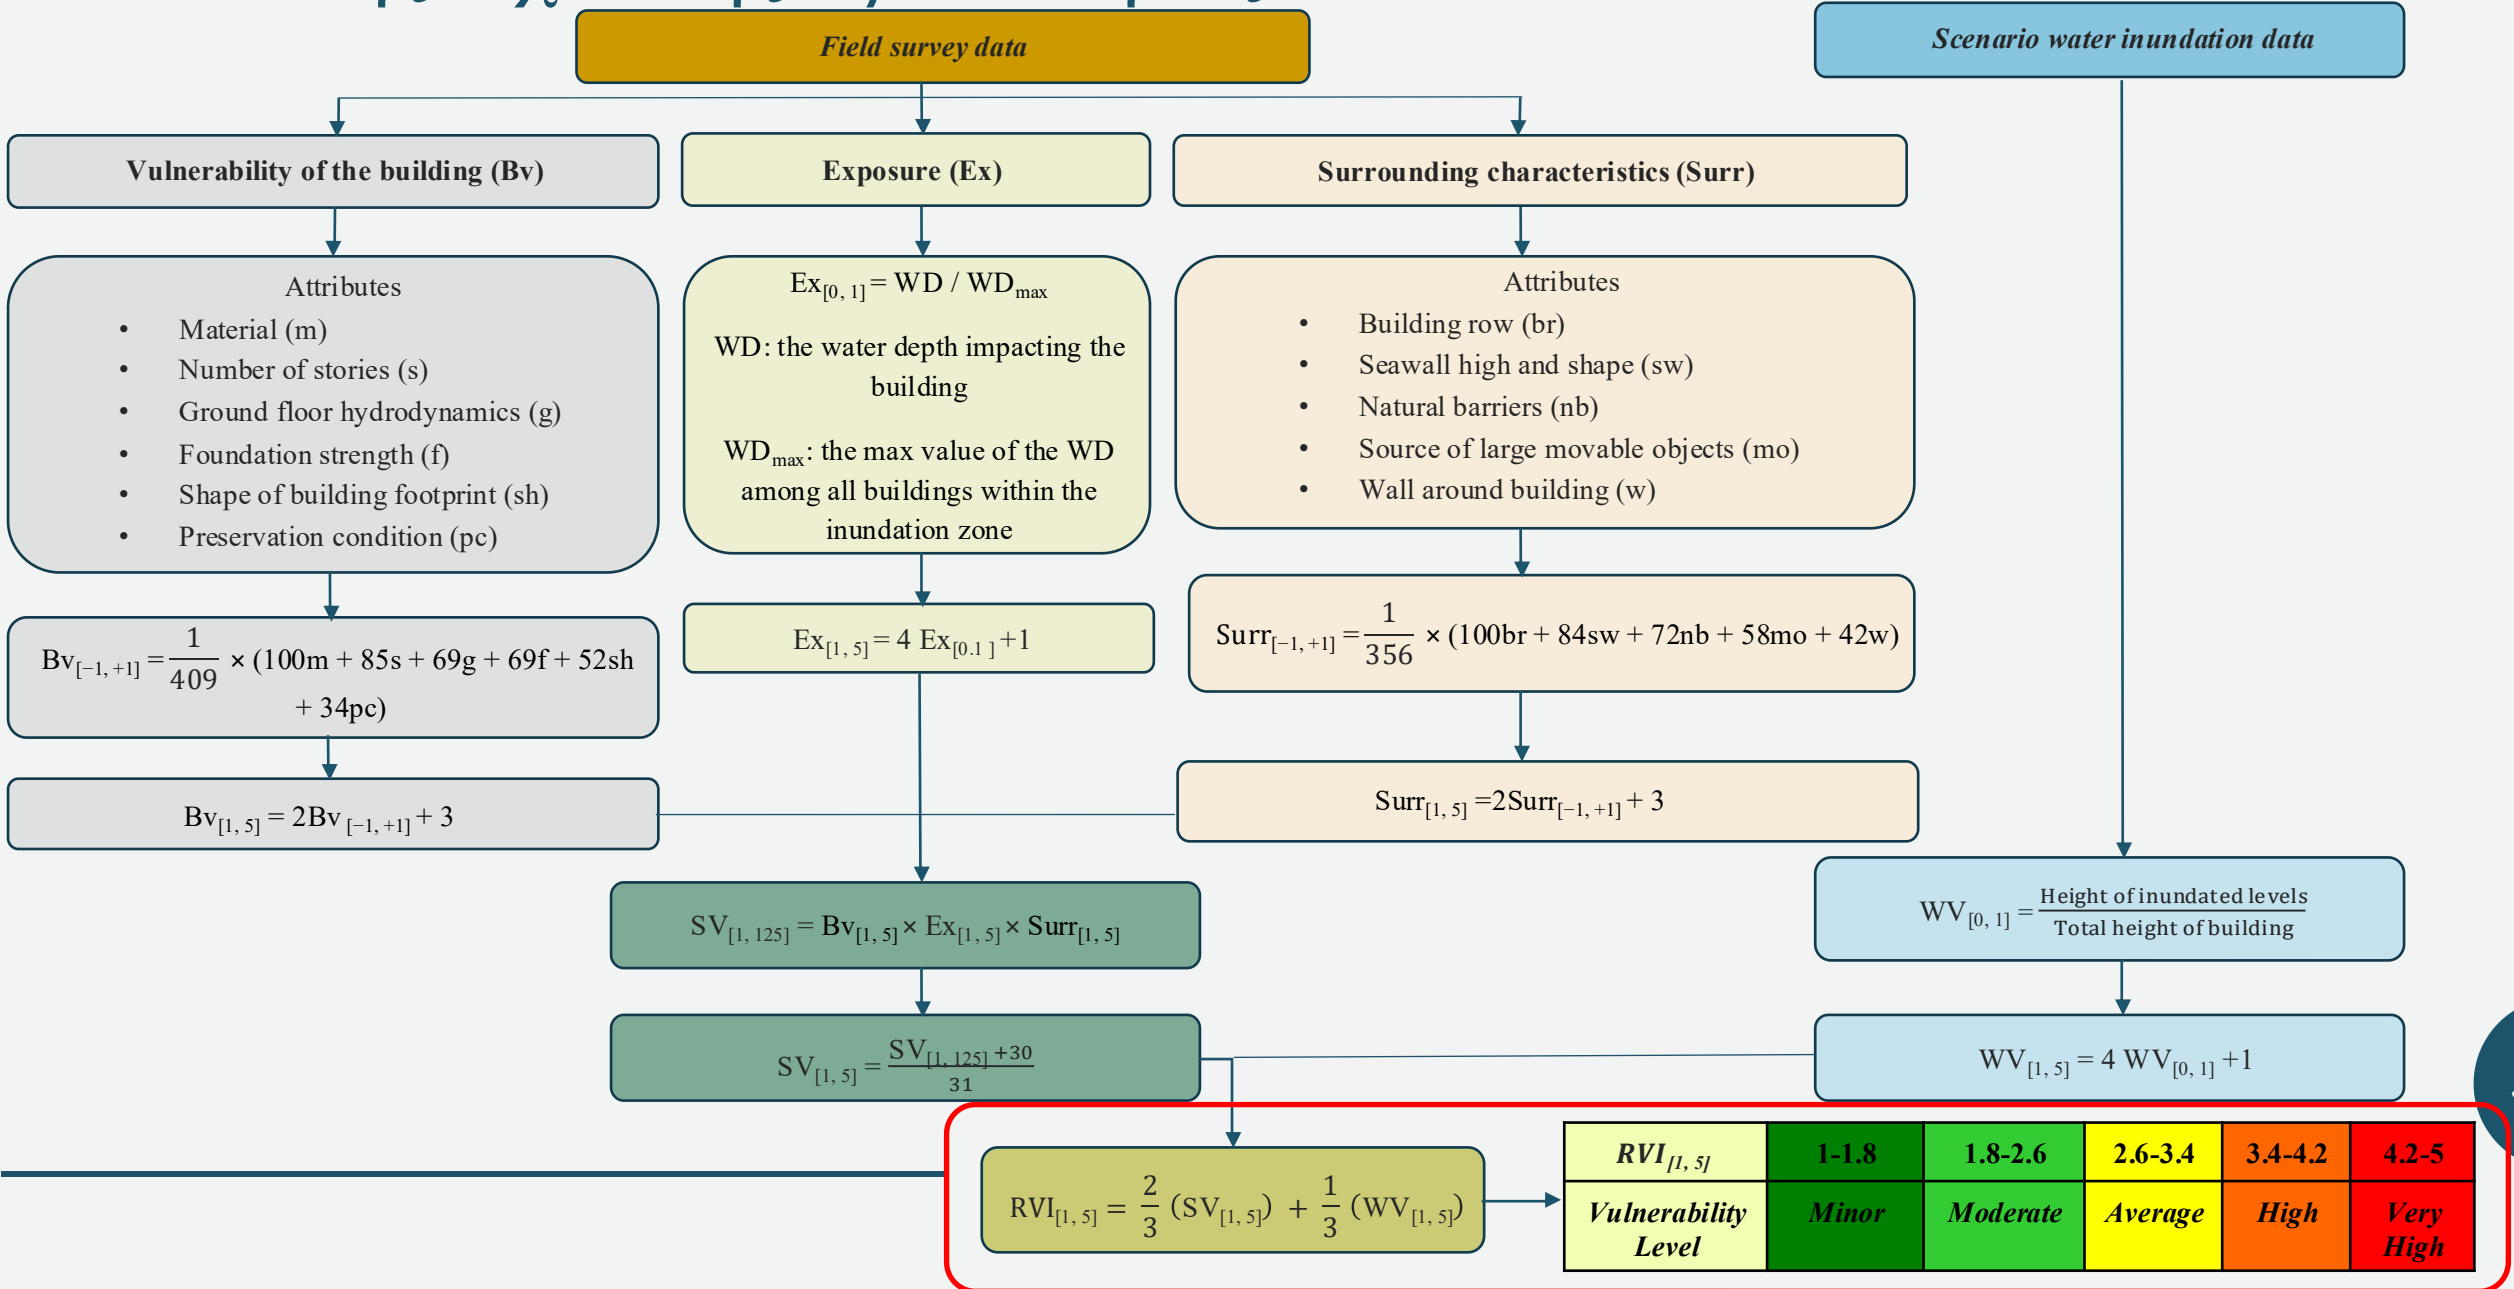 Field survey data
Scenario water inundation data
Vulnerability of the building (Bv)
Exposure (Ex)
Surrounding characteristics (Surr)
Attributes
• Material (m)
• Number of stories (s)
• Ground floor hydrodynamics (g)
• Foundation strength (f)
• Shape of building footprint (sh)
• Preservation condition (pc)
Ex[0, 1] = WD / WDmax
WD: the water depth impacting the
building
WDmax: the max value of the WD
among all buildings within the
inundation zone
Attributes
• Building row (br)
• Seawall high and shape (sw)
• Natural barriers (nb)
• Source of large movable objects (mo)
• Wall around building (w)
Bv[−1, +1] = 1/409 × (100m + 85s + 69g + 69f + 52sh
+ 34pc)
Ex[1, 5] = 4 Ex[0.1 ] +1
Surr[−1, +1] = 1/356 × (100br + 84sw + 72nb + 58mo + 42w)
Bv[1, 5] = 2Bv [−1, +1] + 3
Surr[1, 5] =2Surr[−1, +1] + 3
SV[1, 125] = Bv[1, 5] × Ex[1, 5] × Surr[1, 5]
WV[0, 1] = Height of inundated levels / Total height of building
SV[1, 5] = SV[1, 125] +30 / 31
WV[1, 5] = 4 WV[0, 1] +1
RVI[1, 5] = 2/3 (SV[1, 5]) + 1/3 (WV[1, 5])
RVI[1, 5] 1-1.8 1.8-2.6 2.6-3.4 3.4-4.2 4.2-5
Vulnerability Level Minor Moderate Average High Very High